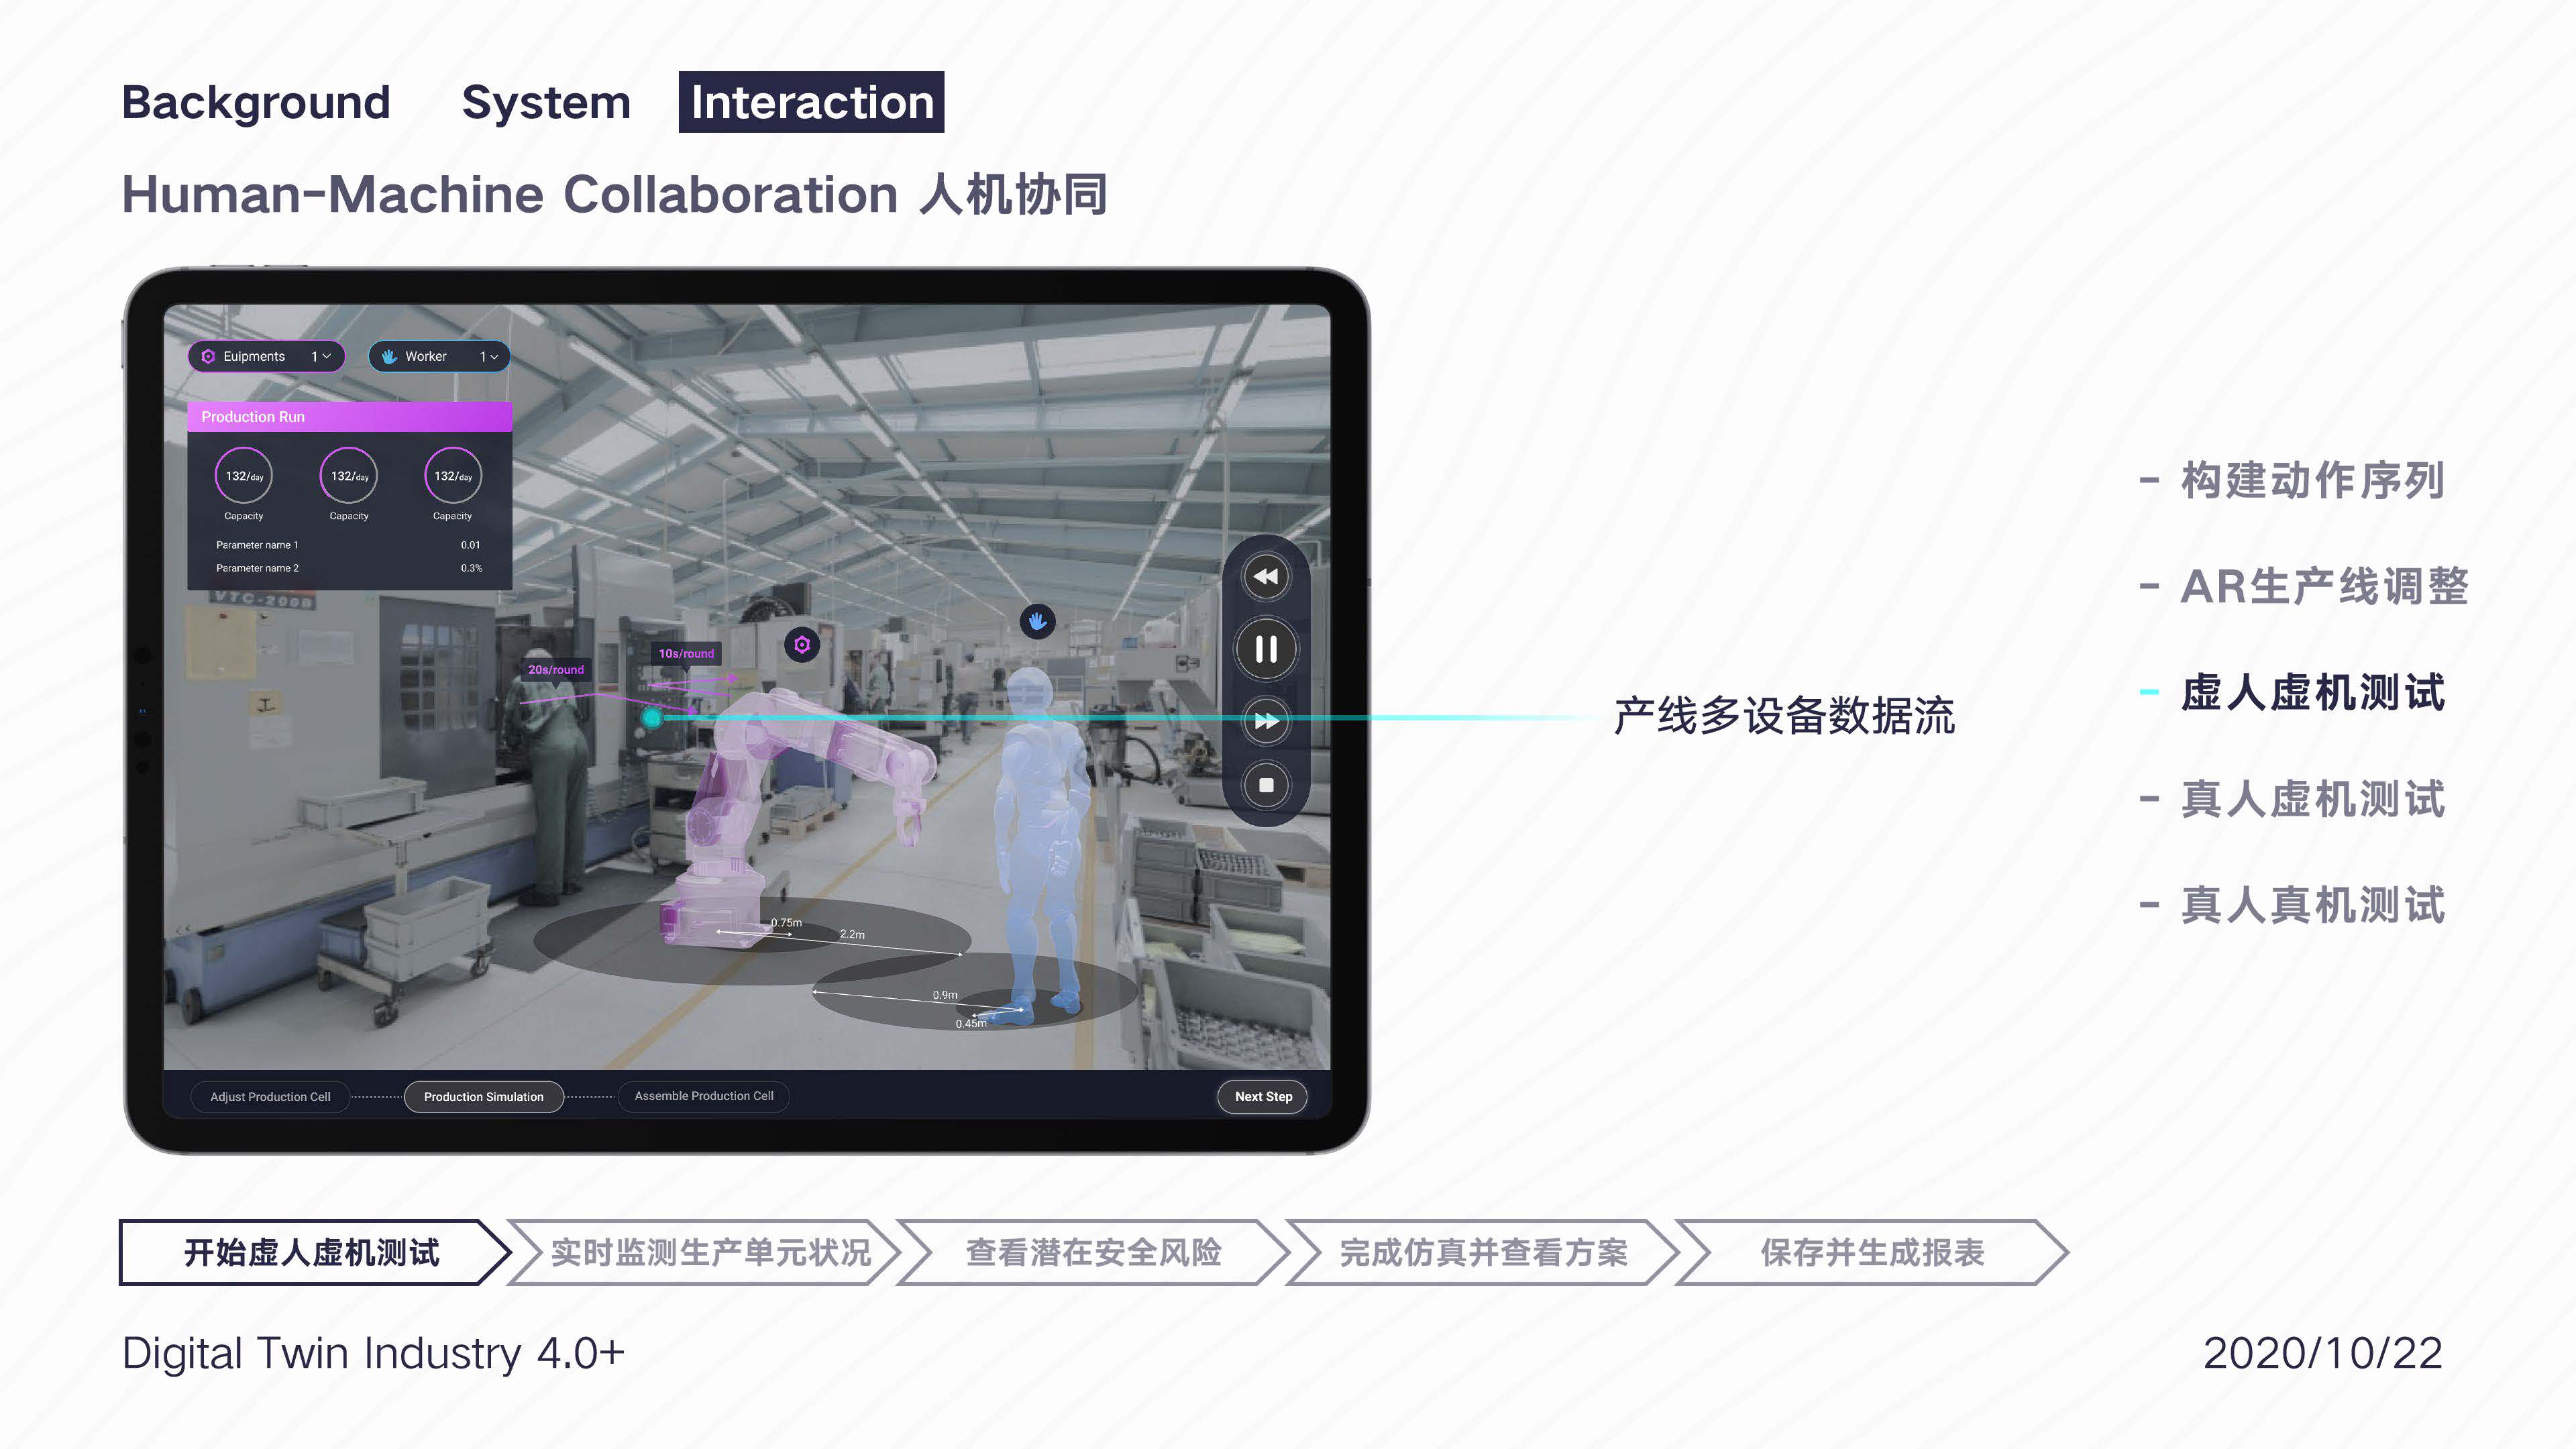 Background System Interaction
Human-Machine Collaboration 人机协同
Euipments 1
Worker 1
Production Run
132/day 132/day 132/day
Capacity Capacity Capacity
Parameter name 1 0.01
Parameter name 2 0.3%
VTC-200B
20s/round
10s/round
0.75m
2.2m
0.9m
0.45m
Adjust Production Cell
Production Simulation
Assemble Production Cell
Next Step
产线多设备数据流
- 构建动作序列
- AR生产线调整
- 虚人虚机测试
- 真人虚机测试
- 真人真机测试
开始虚人虚机测试
实时监测生产单元状况
查看潜在安全风险
完成仿真并查看方案
保存并生成报表
Digital Twin Industry 4.0+
2020/10/22